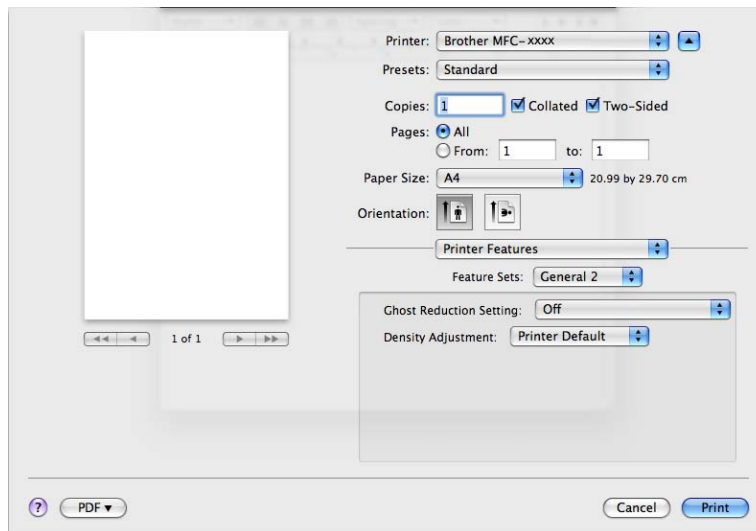 Printer: Brother MFC-xxxx
Presets: Standard
Copies: 1 Collated Two-Sided
Pages: All
From: 1 to: 1
Paper Size: A4 20.99 by 29.70 cm
Orientation:
Printer Features
Feature Sets: General 2
Ghost Reduction Setting: Off
Density Adjustment: Printer Default
1 of 1
? PDF ▾ Cancel Print